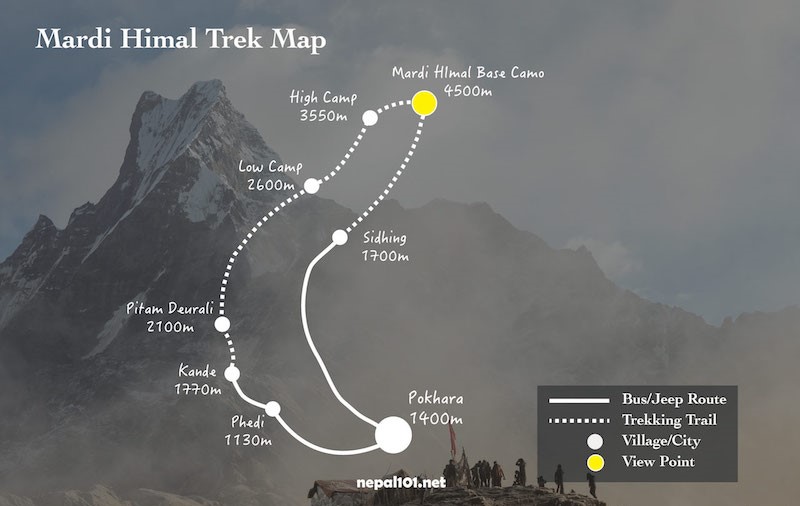 Mardi Himal Trek Map
Mardi HImal Base Camo
4500m
High Camp
3550m
Low Camp
2600m
Sidhing
1700m
Pitam Deurali
2100m
Kande
1770m
Phedi
1130m
Pokhara
1400m
Bus/Jeep Route
Trekking Trail
Village/City
View Point
nepal101.net